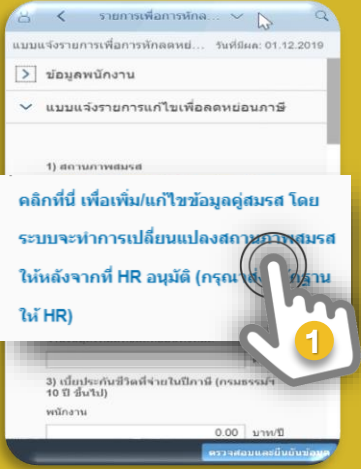 รายการเพื่อการหักล...
แบบแจ้งรายการเพื่อการหักลดหย่... วันที่มีผล: 01.12.2019
ข้อมูลพนักงาน
แบบแจ้งรายการแก้ไขเพื่อลดหย่อนภาษี
1) สถานภาพสมรส
คลิกที่นี่ เพื่อเพิ่ม/แก้ไขข้อมูลคู่สมรส โดย
ระบบจะทำการเปลี่ยนแปลงสถานภาพสมรส
ให้หลังจากที่ HR อนุมัติ (กรุณาส่งหลักฐาน
ให้ HR)
1
3) เบี้ยประกันชีวิตที่จ่ายในปีภาษี (กรมธรรม์ฯ
10 ปี ขึ้นไป)
พนักงาน
0.00 บาท/ปี
ตรวจสอบและยืนยันข้อมูล